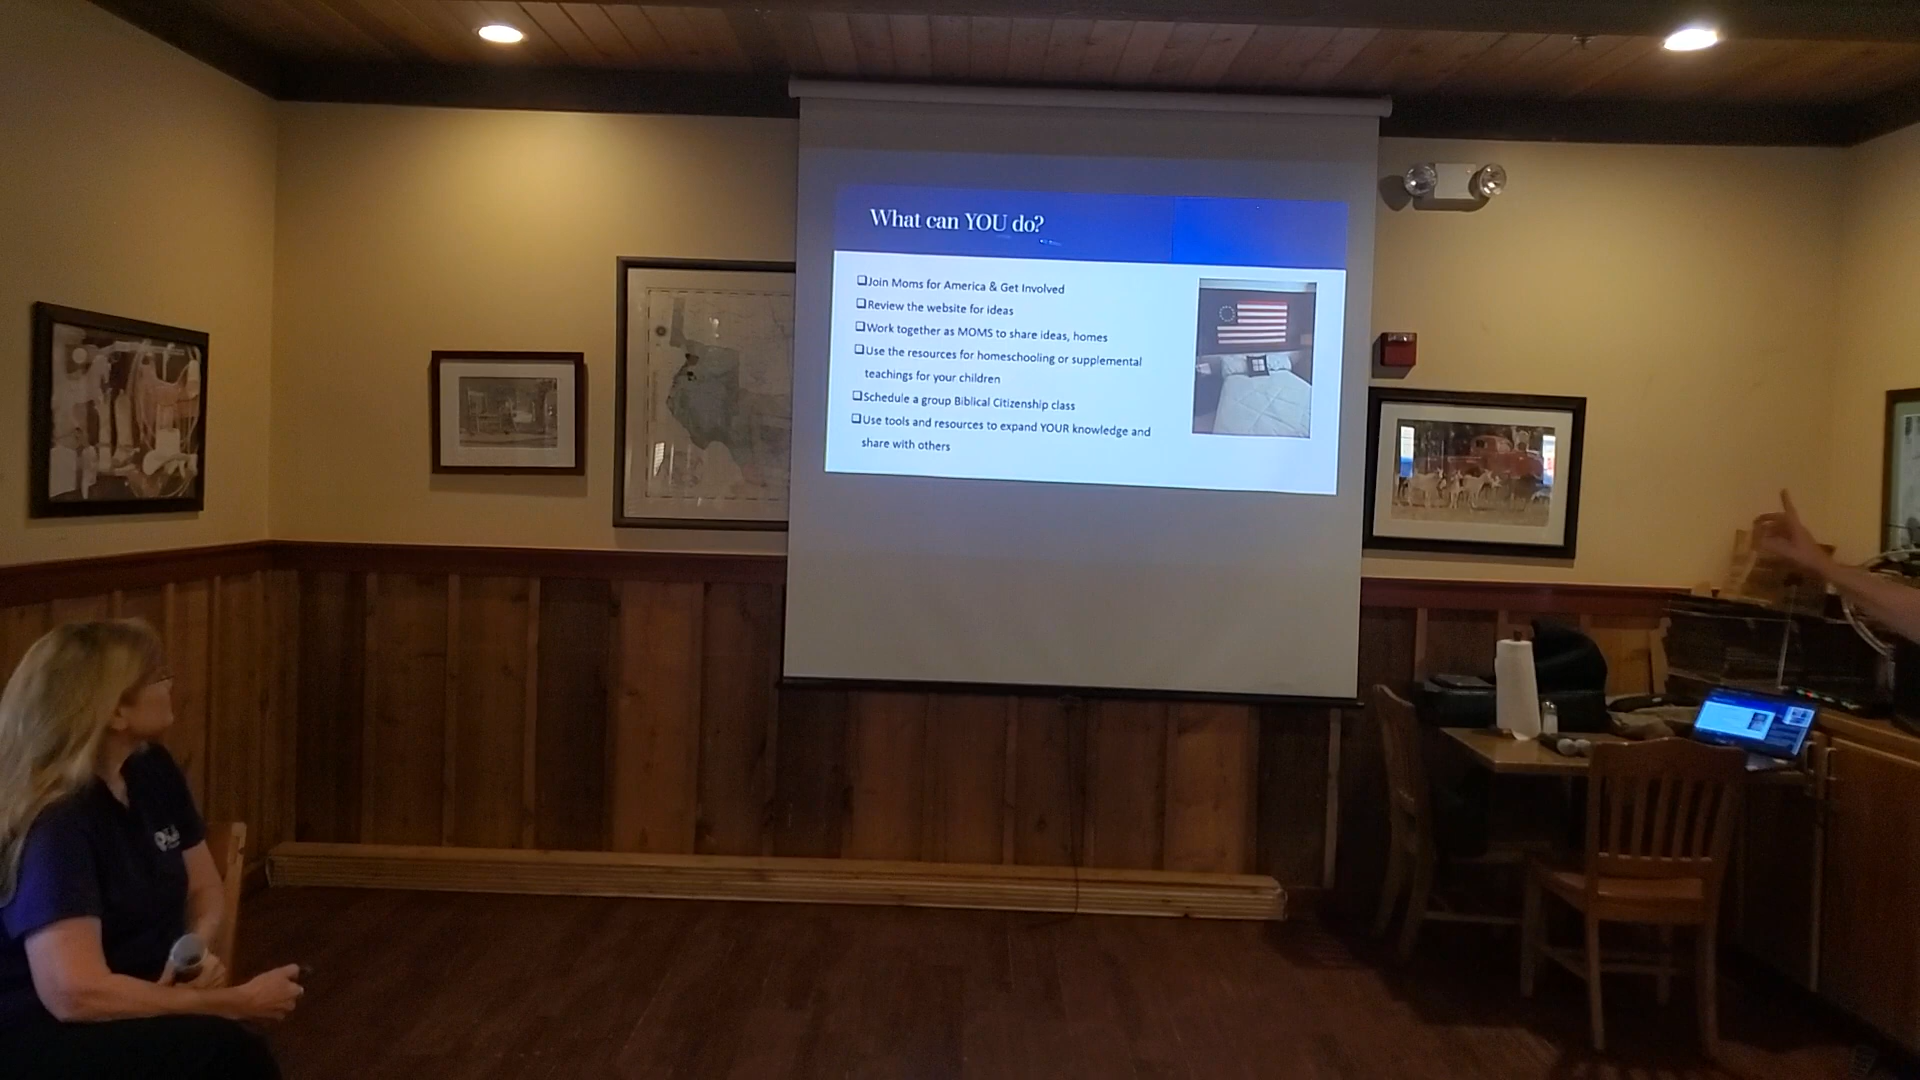 What can YOU do?
❑Join Moms for America & Get Involved
❑Review the website for ideas
❑Work together as MOMS to share ideas, homes
❑Use the resources for homeschooling or supplemental
teachings for your children
❑Schedule a group Biblical Citizenship class
❑Use tools and resources to expand YOUR knowledge and
share with others